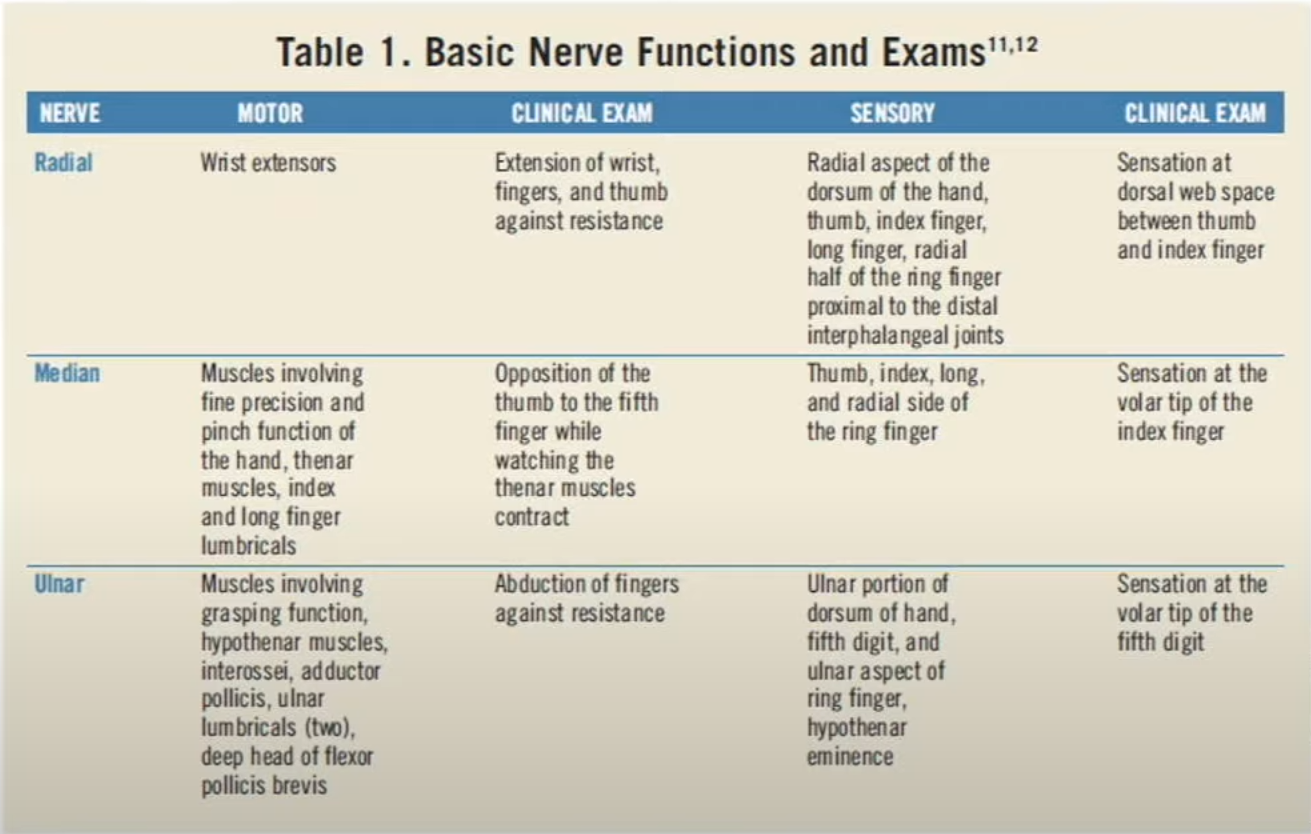 Table 1. Basic Nerve Functions and Exams11,12
NERVE MOTOR CLINICAL EXAM SENSORY CLINICAL EXAM
Radial
Wrist extensors
Extension of wrist,
fingers, and thumb
against resistance
Radial aspect of the
dorsum of the hand,
thumb, index finger,
long finger, radial
half of the ring finger
proximal to the distal
interphalangeal joints
Sensation at
dorsal web space
between thumb
and index finger
Median
Muscles involving
fine precision and
pinch function of
the hand, thenar
muscles, index
and long finger
lumbricals
Opposition of the
thumb to the fifth
finger while
watching the
thenar muscles
contract
Thumb, index, long,
and radial side of
the ring finger
Sensation at the
volar tip of the
index finger
Ulnar
Muscles involving
grasping function,
hypothenar muscles,
interossei, adductor
pollicis, ulnar
lumbricals (two),
deep head of flexor
pollicis brevis
Abduction of fingers
against resistance
Ulnar portion of
dorsum of hand,
fifth digit, and
ulnar aspect of
ring finger,
hypothenar
eminence
Sensation at the
volar tip of the
fifth digit